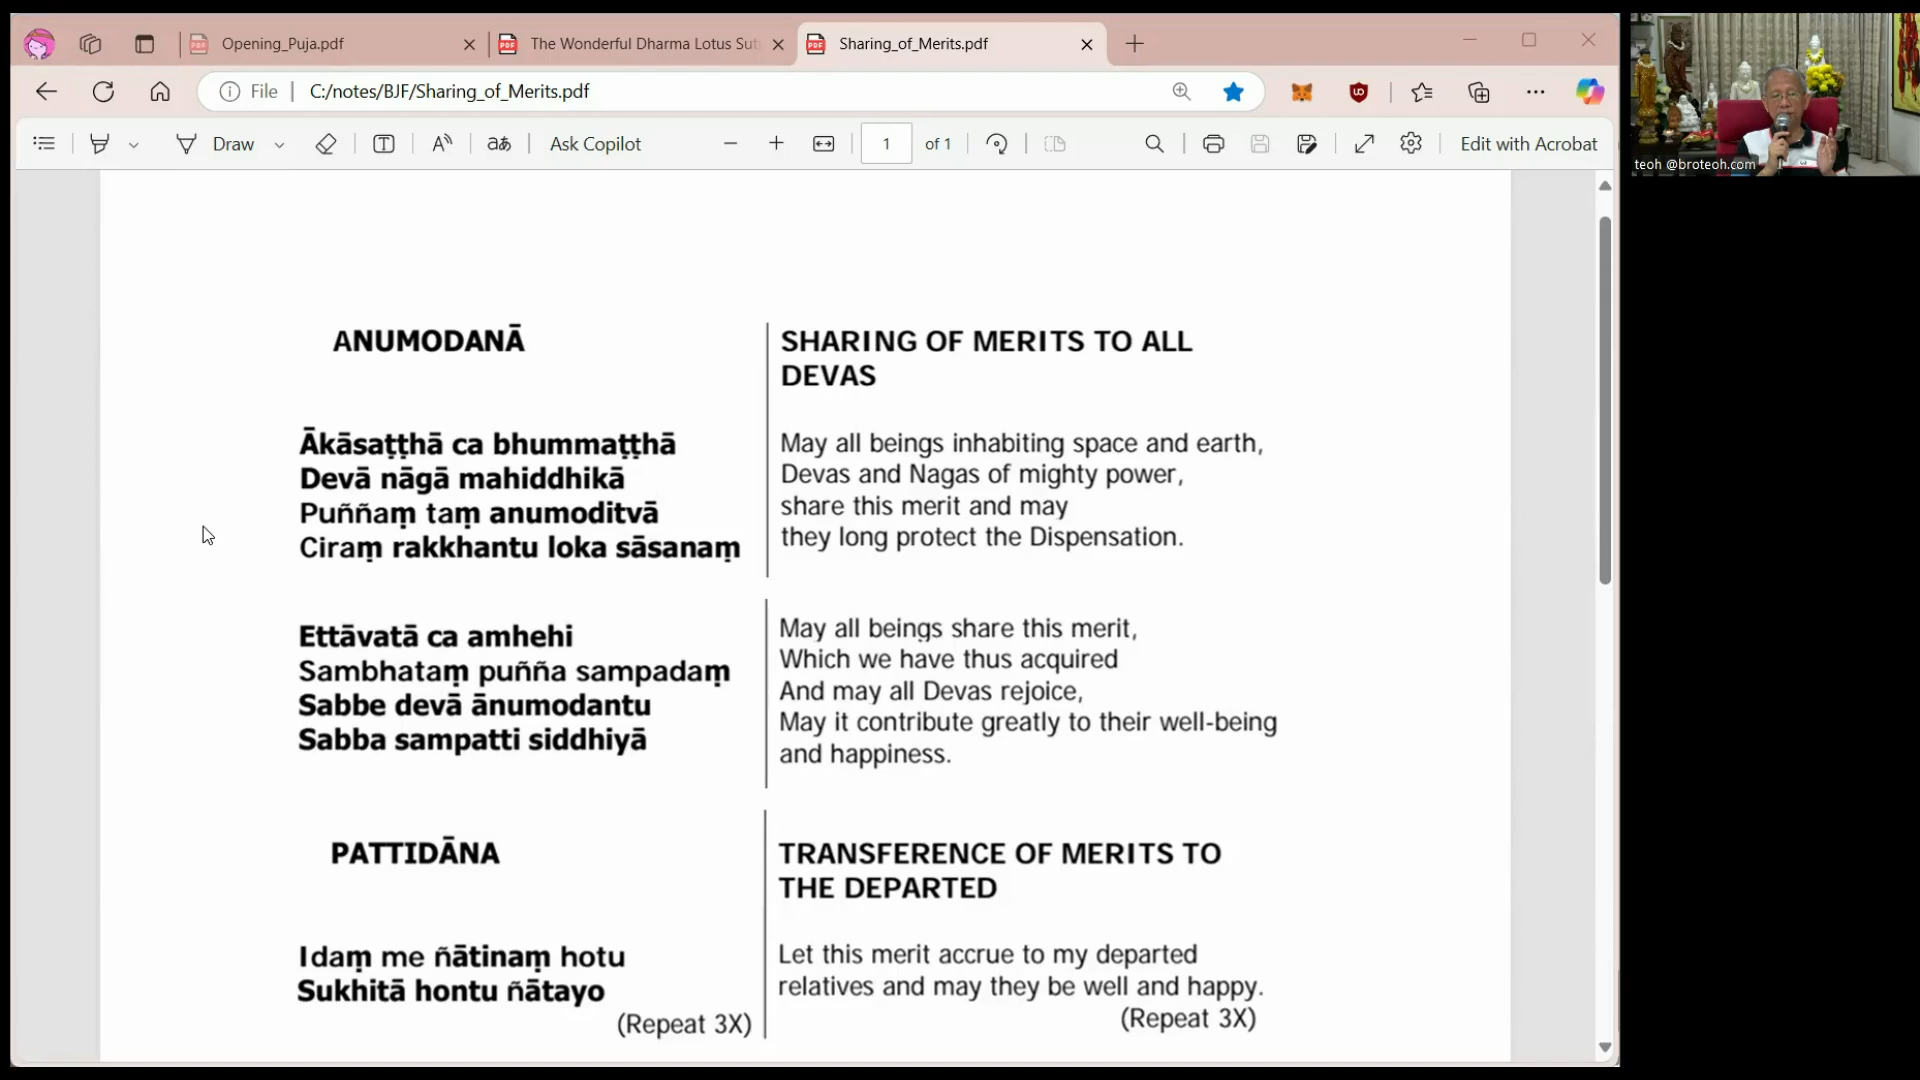 Opening_Puja.pdf
The Wonderful Dharma Lotus Sut
Sharing_of_Merits.pdf
File
C:/notes/BJF/Sharing_of_Merits.pdf
Draw
Ask Copilot
1
of 1
Edit with Acrobat
teoh @broteoh.com
ANUMODANĀ
Ākāsaṭṭhā ca bhummaṭṭhā
Devā nāgā mahiddhikā
Puññaṃ taṃ anumoditvā
Ciraṃ rakkhantu loka sāsanaṃ
SHARING OF MERITS TO ALL
DEVAS
May all beings inhabiting space and earth,
Devas and Nagas of mighty power,
share this merit and may
they long protect the Dispensation.
Ettāvatā ca amhehi
Sambhataṃ puñña sampadaṃ
Sabbe devā ānumodantu
Sabba sampatti siddhiyā
May all beings share this merit,
Which we have thus acquired
And may all Devas rejoice,
May it contribute greatly to their well-being
and happiness.
PATTIDĀNA
Idaṃ me ñātinaṃ hotu
Sukhitā hontu ñātayo
(Repeat 3X)
TRANSFERENCE OF MERITS TO
THE DEPARTED
Let this merit accrue to my departed
relatives and may they be well and happy.
(Repeat 3X)